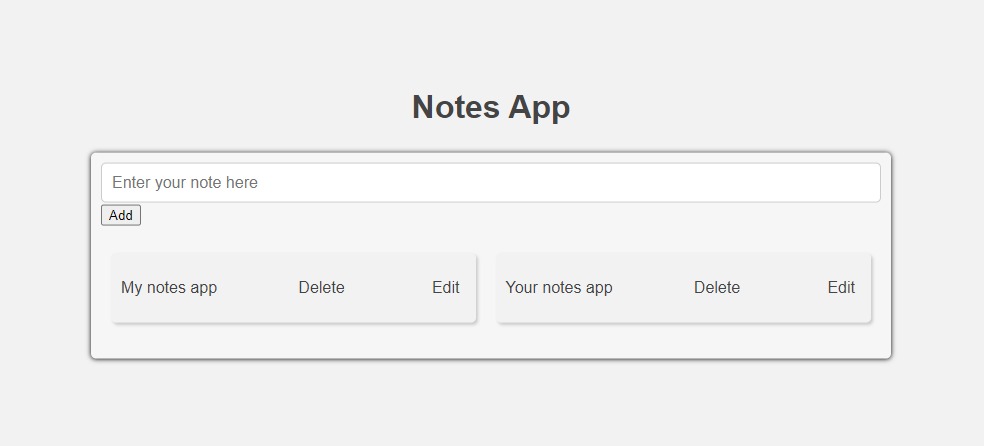 Notes App
Enter your note here
Add
My notes app Delete Edit
Your notes app Delete Edit